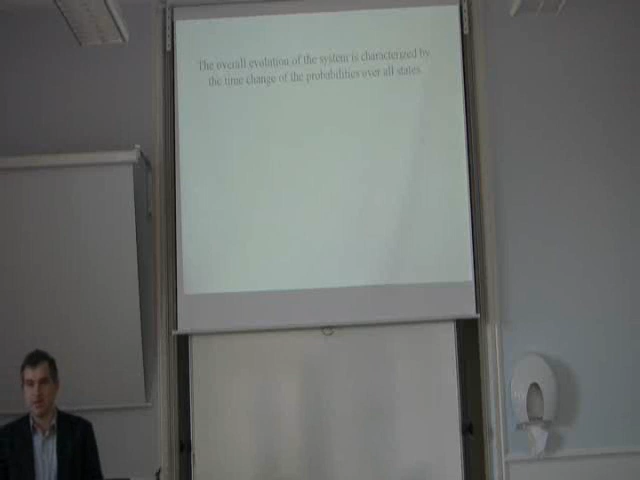 The overall evolution of the system is characterized by
the time change of the probabilities over all states.